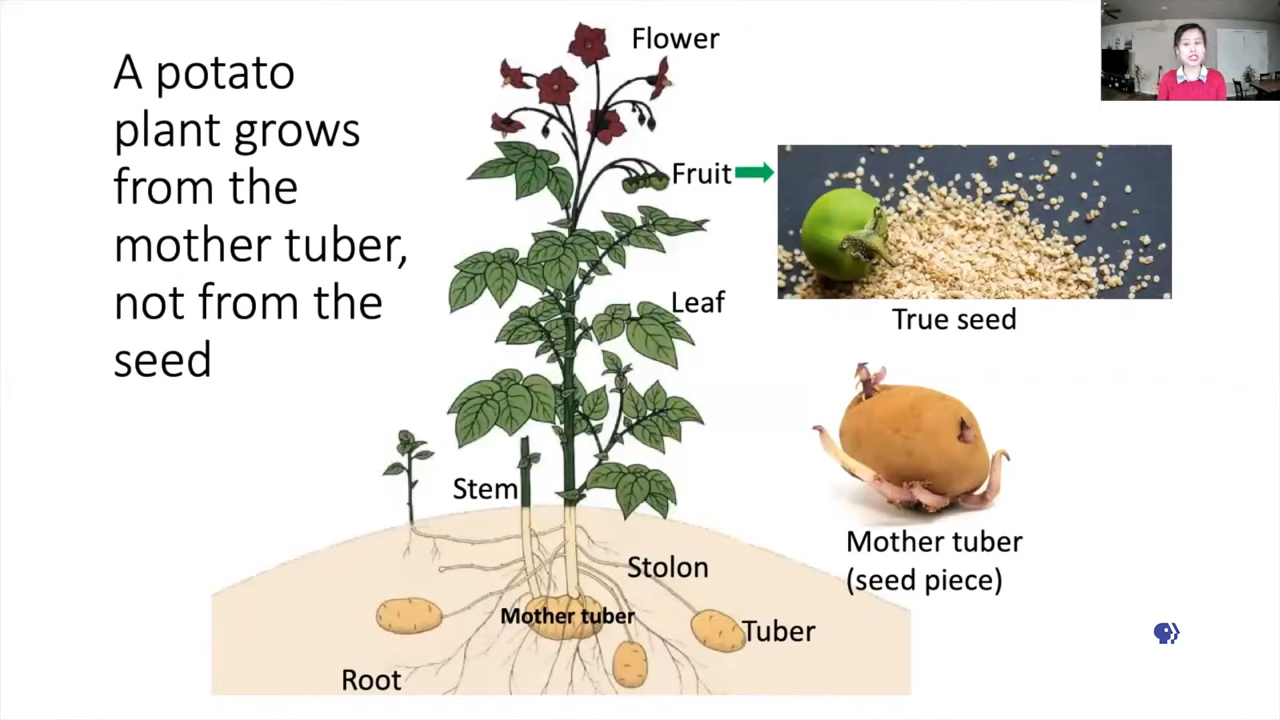 A potato
plant grows
from the
mother tuber,
not from the
seed
Flower
Fruit
True seed
Leaf
Stem
Stolon
Mother tuber
Tuber
Root
Mother tuber
(seed piece)